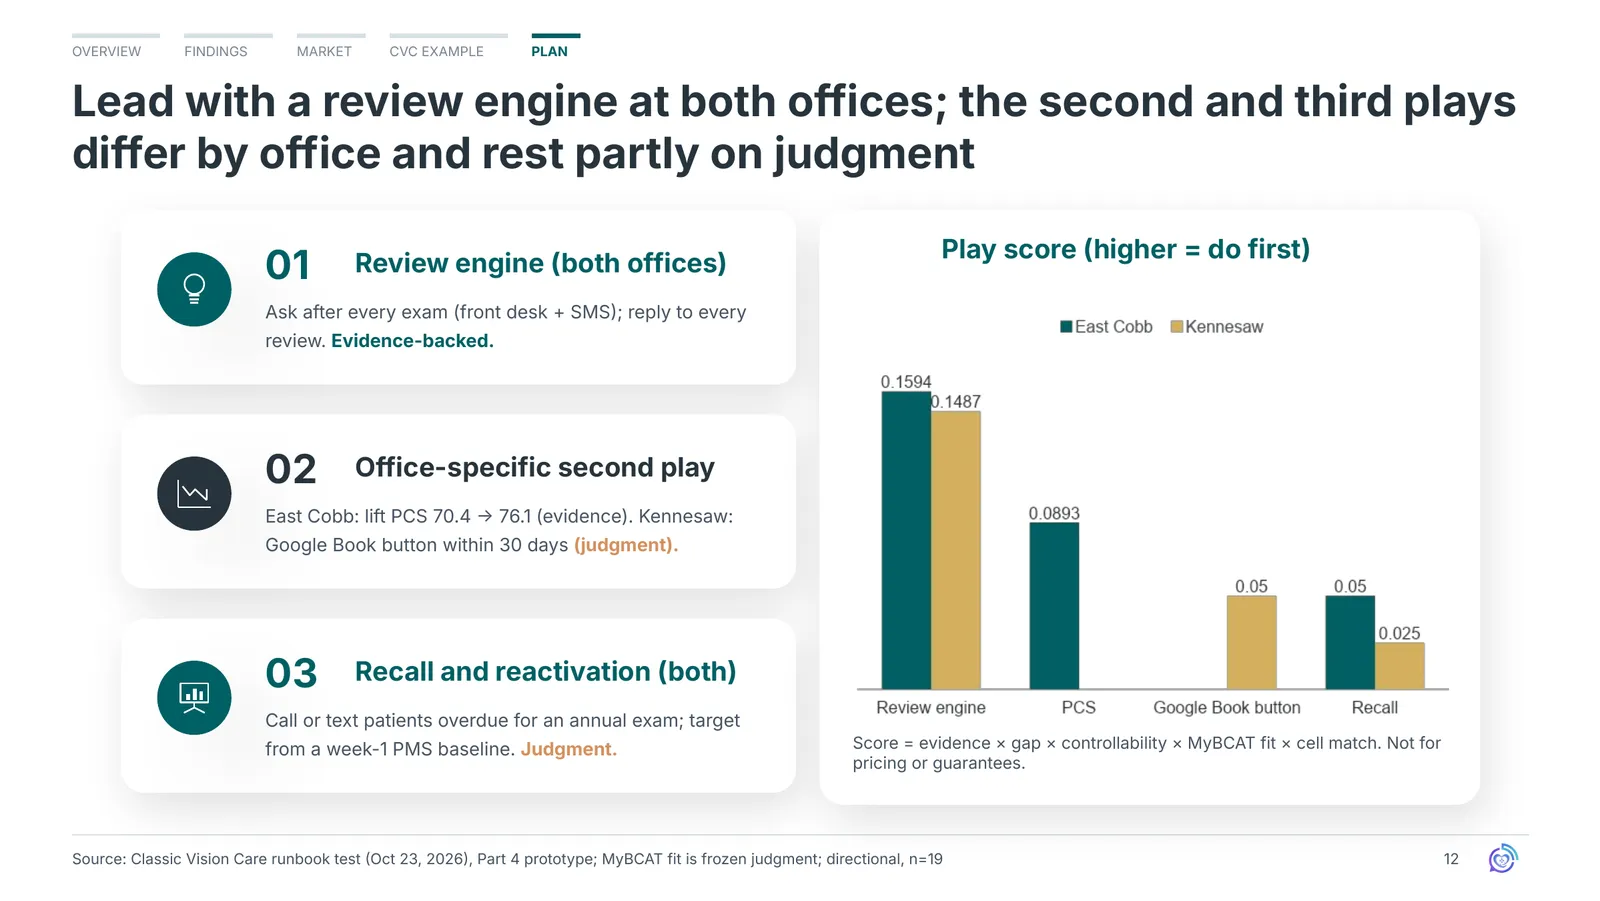 OVERVIEW
FINDINGS
MARKET
CVC EXAMPLE
PLAN
Lead with a review engine at both offices; the second and third plays
differ by office and rest partly on judgment
01 Review engine (both offices)
Ask after every exam (front desk + SMS); reply to every
review. Evidence-backed.
02 Office-specific second play
East Cobb: lift PCS 70.4 → 76.1 (evidence). Kennesaw:
Google Book button within 30 days (judgment).
03 Recall and reactivation (both)
Call or text patients overdue for an annual exam; target
from a week-1 PMS baseline. Judgment.
Play score (higher = do first)
East Cobb Kennesaw
0.1594
0.1487
0.0893
0.05
0.05
0.025
Review engine
PCS
Google Book button
Recall
Score = evidence × gap × controllability × MyBCAT fit × cell match. Not for
pricing or guarantees.
Source: Classic Vision Care runbook test (Oct 23, 2026), Part 4 prototype; MyBCAT fit is frozen judgment; directional, n=19
12